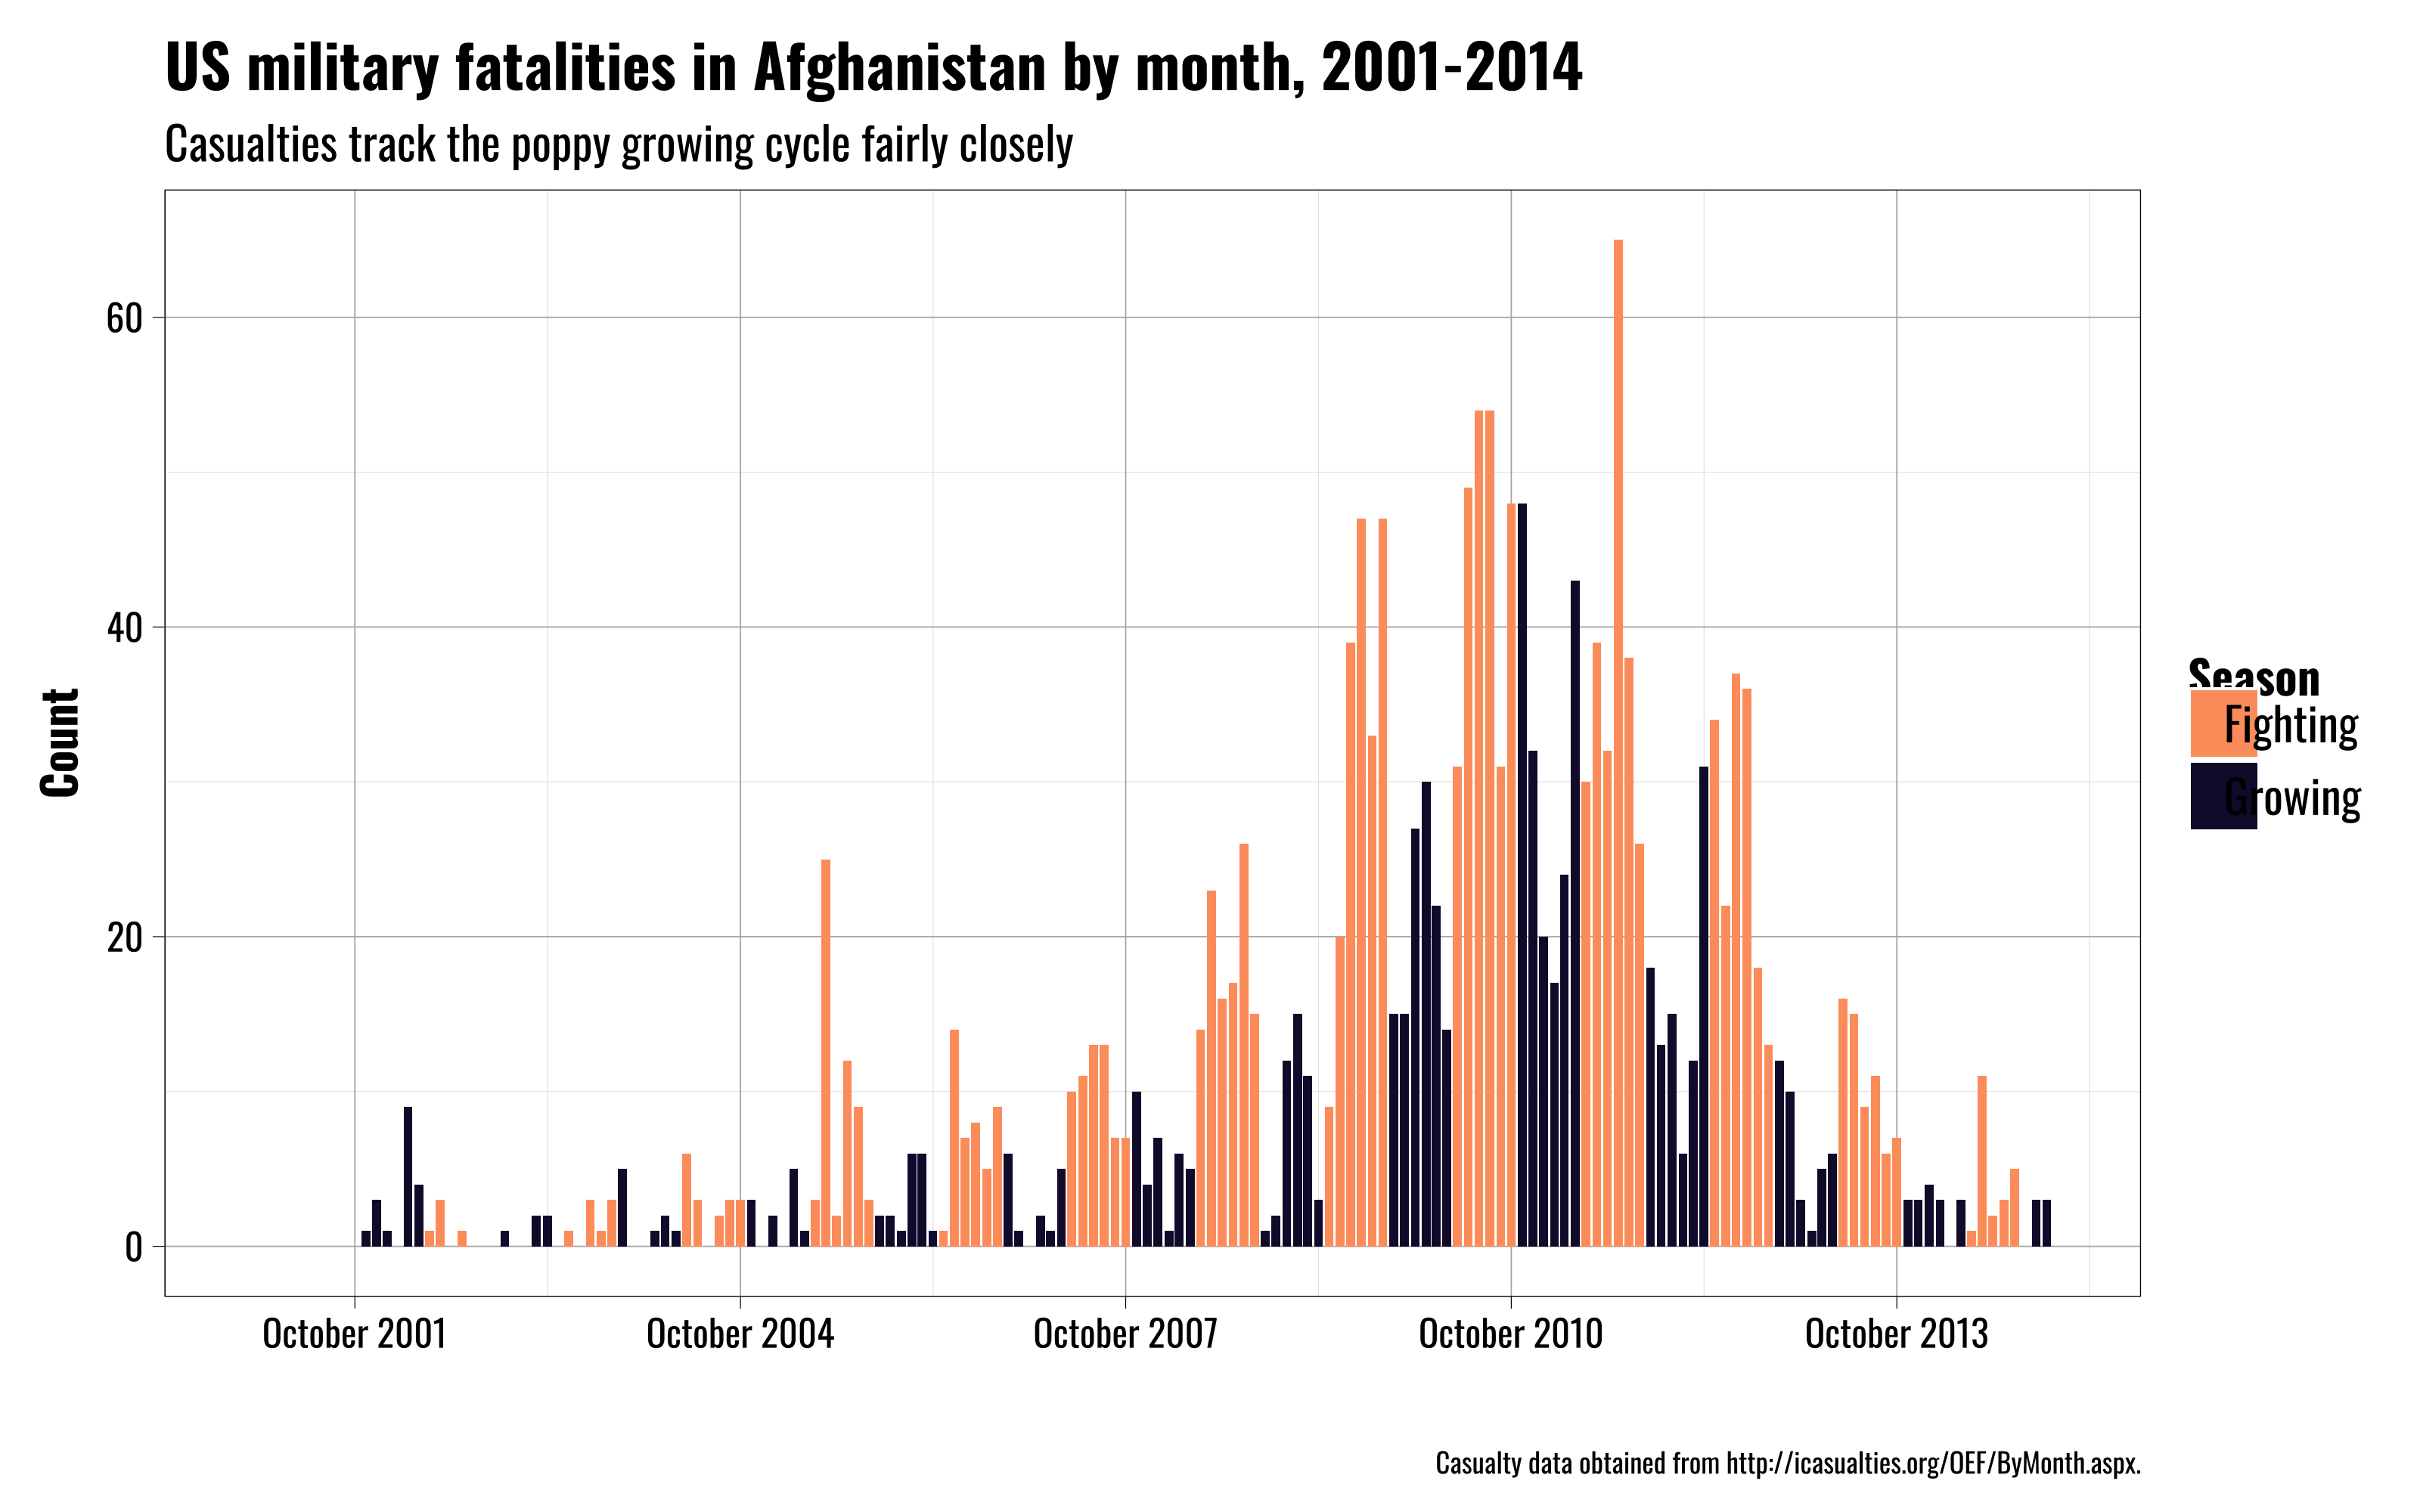 US military fatalities in Afghanistan by month, 2001-2014
Casualties track the poppy growing cycle fairly closely
60
40
20
0
Count
October 2001
October 2004
October 2007
October 2010
October 2013
Season
Fighting
Growing
Casualty data obtained from http://icasualties.org/OEF/ByMonth.aspx.